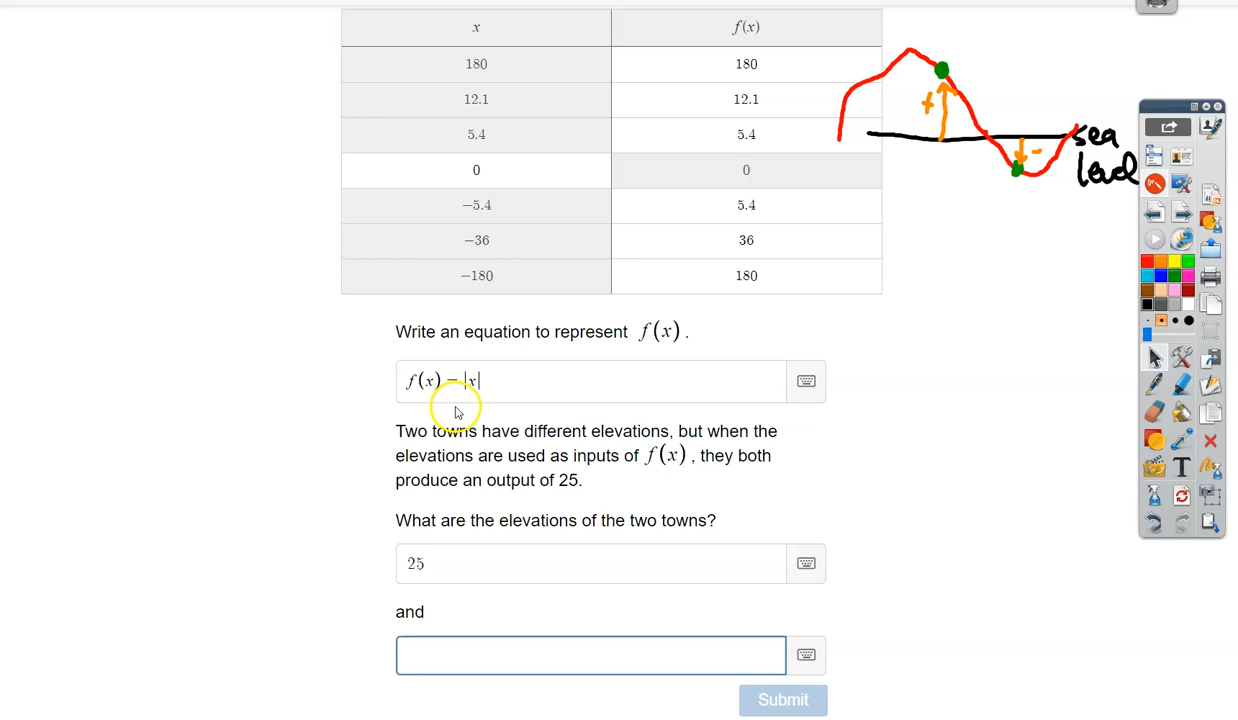 x f(x)
180 180
12.1 12.1
5.4 5.4
0 0
−5.4 5.4
−36 36
−180 180
+
−
sea
level
Write an equation to represent f(x) .
f(x) = |x|
Two towns have different elevations, but when the
elevations are used as inputs of f(x) , they both
produce an output of 25.
What are the elevations of the two towns?
25
and
Submit
T